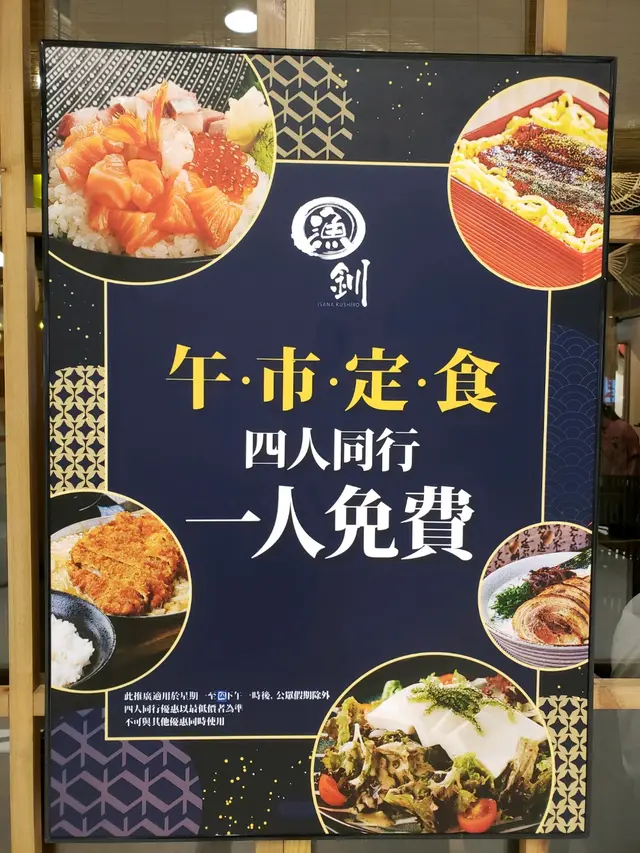 漁
釧
ISANA KUSHIRO
午·市·定·食
四人同行
一人免費
此推廣適用於星期一至四下午一時後, 公眾假期除外
四人同行優惠以最低價者為準
不可與其他優惠同時使用